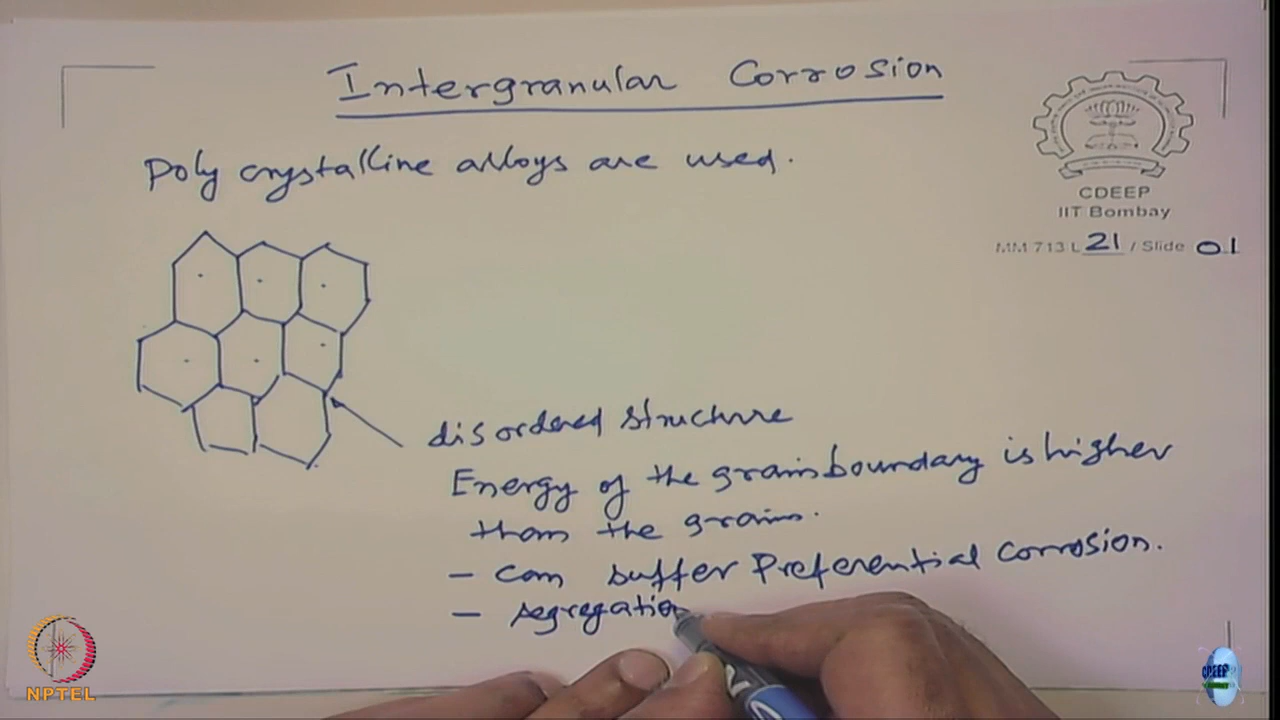 Intergranular Corrosion
Poly crystalline alloys are used.
CDEEP
IIT Bombay
MM 713 L 21 / Slide 01
disordered structure
Energy of the grainboundary is higher
than the grains.
- can suffer Preferential Corrosion.
- segregation
NPTEL
CDEEP